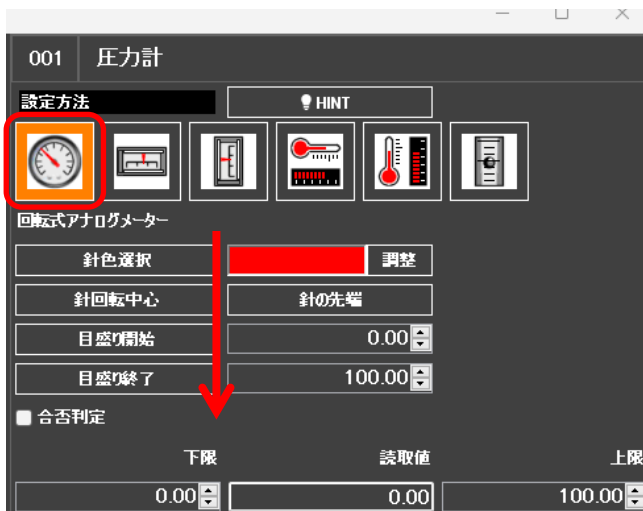 001 圧力計
設定方法 HINT
回転式アナログメーター
針色選択 調整
針回転中心 針の先端
目盛り開始 0.00
目盛り終了 100.00
合否判定
下限 読取値 上限
0.00 0.00 100.00